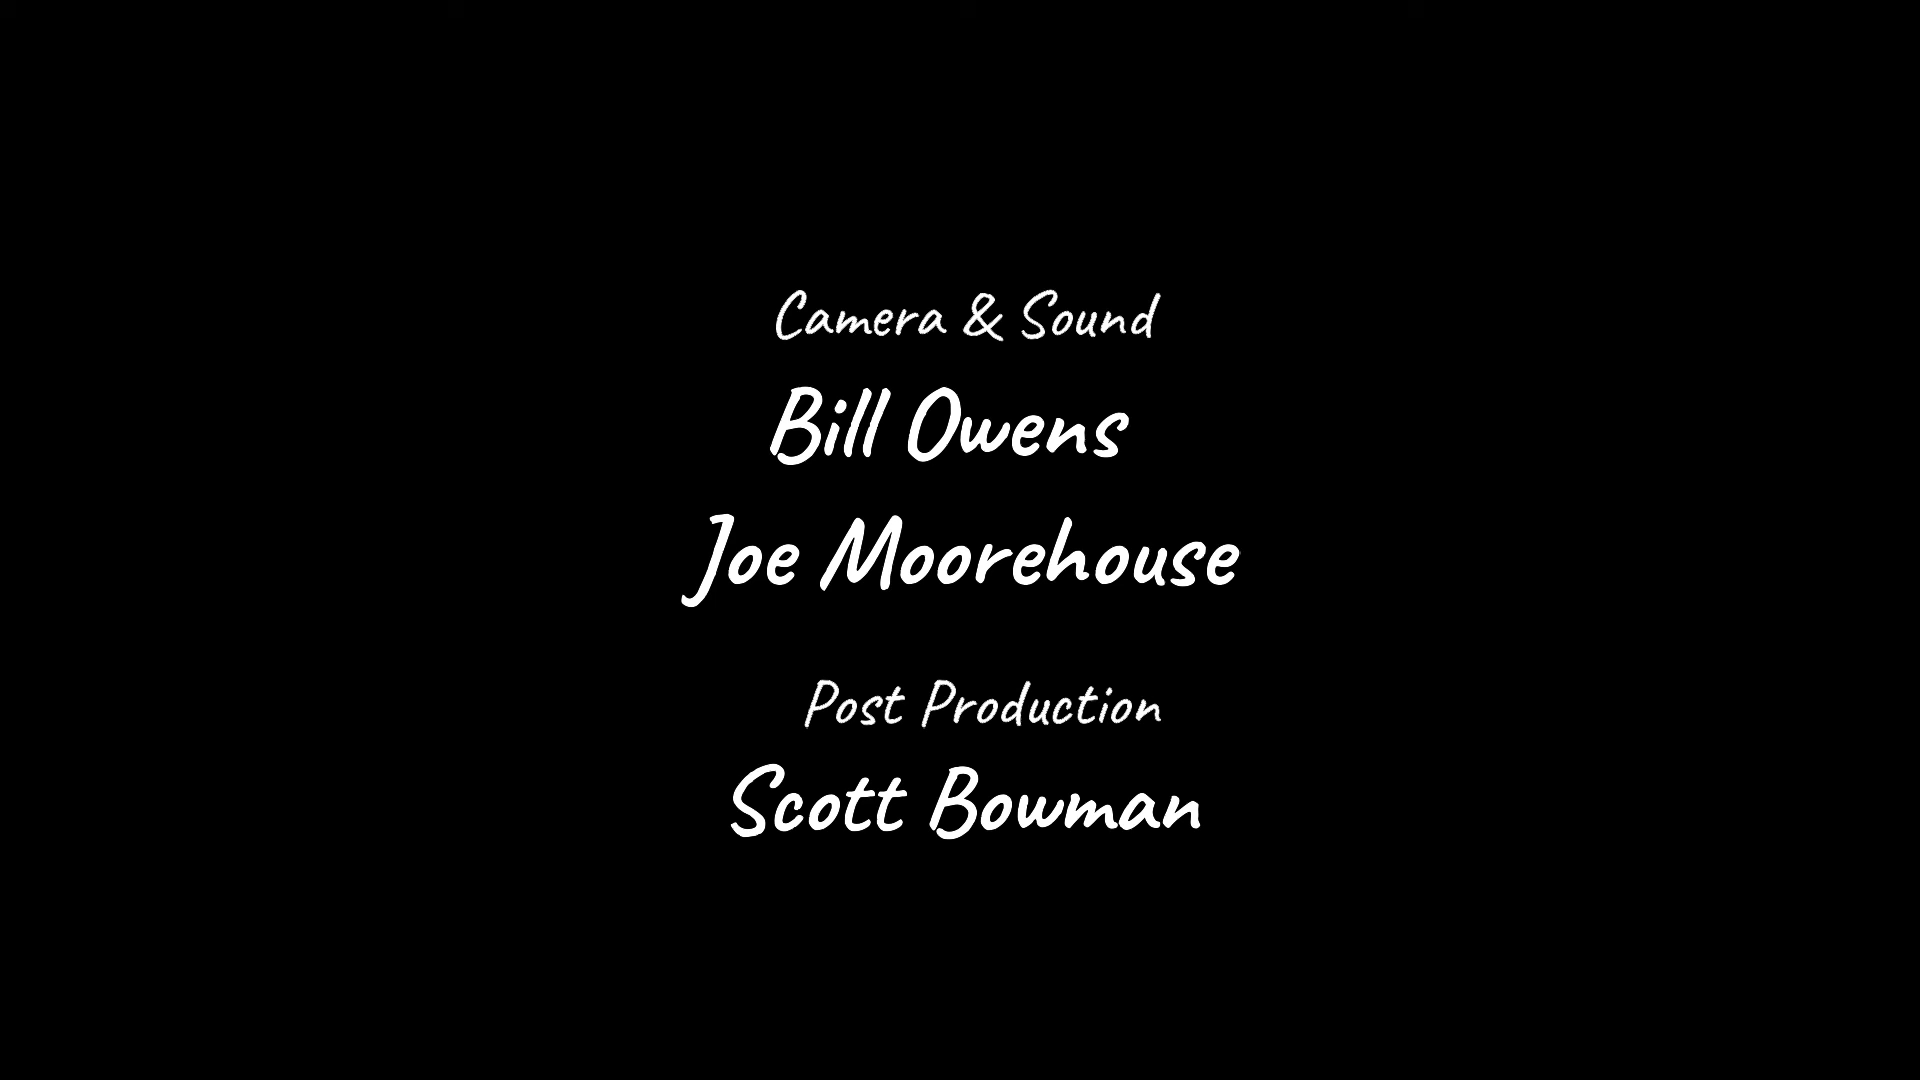 Camera & Sound
Bill Owens
Joe Moorehouse
Post Production
Scott Bowman